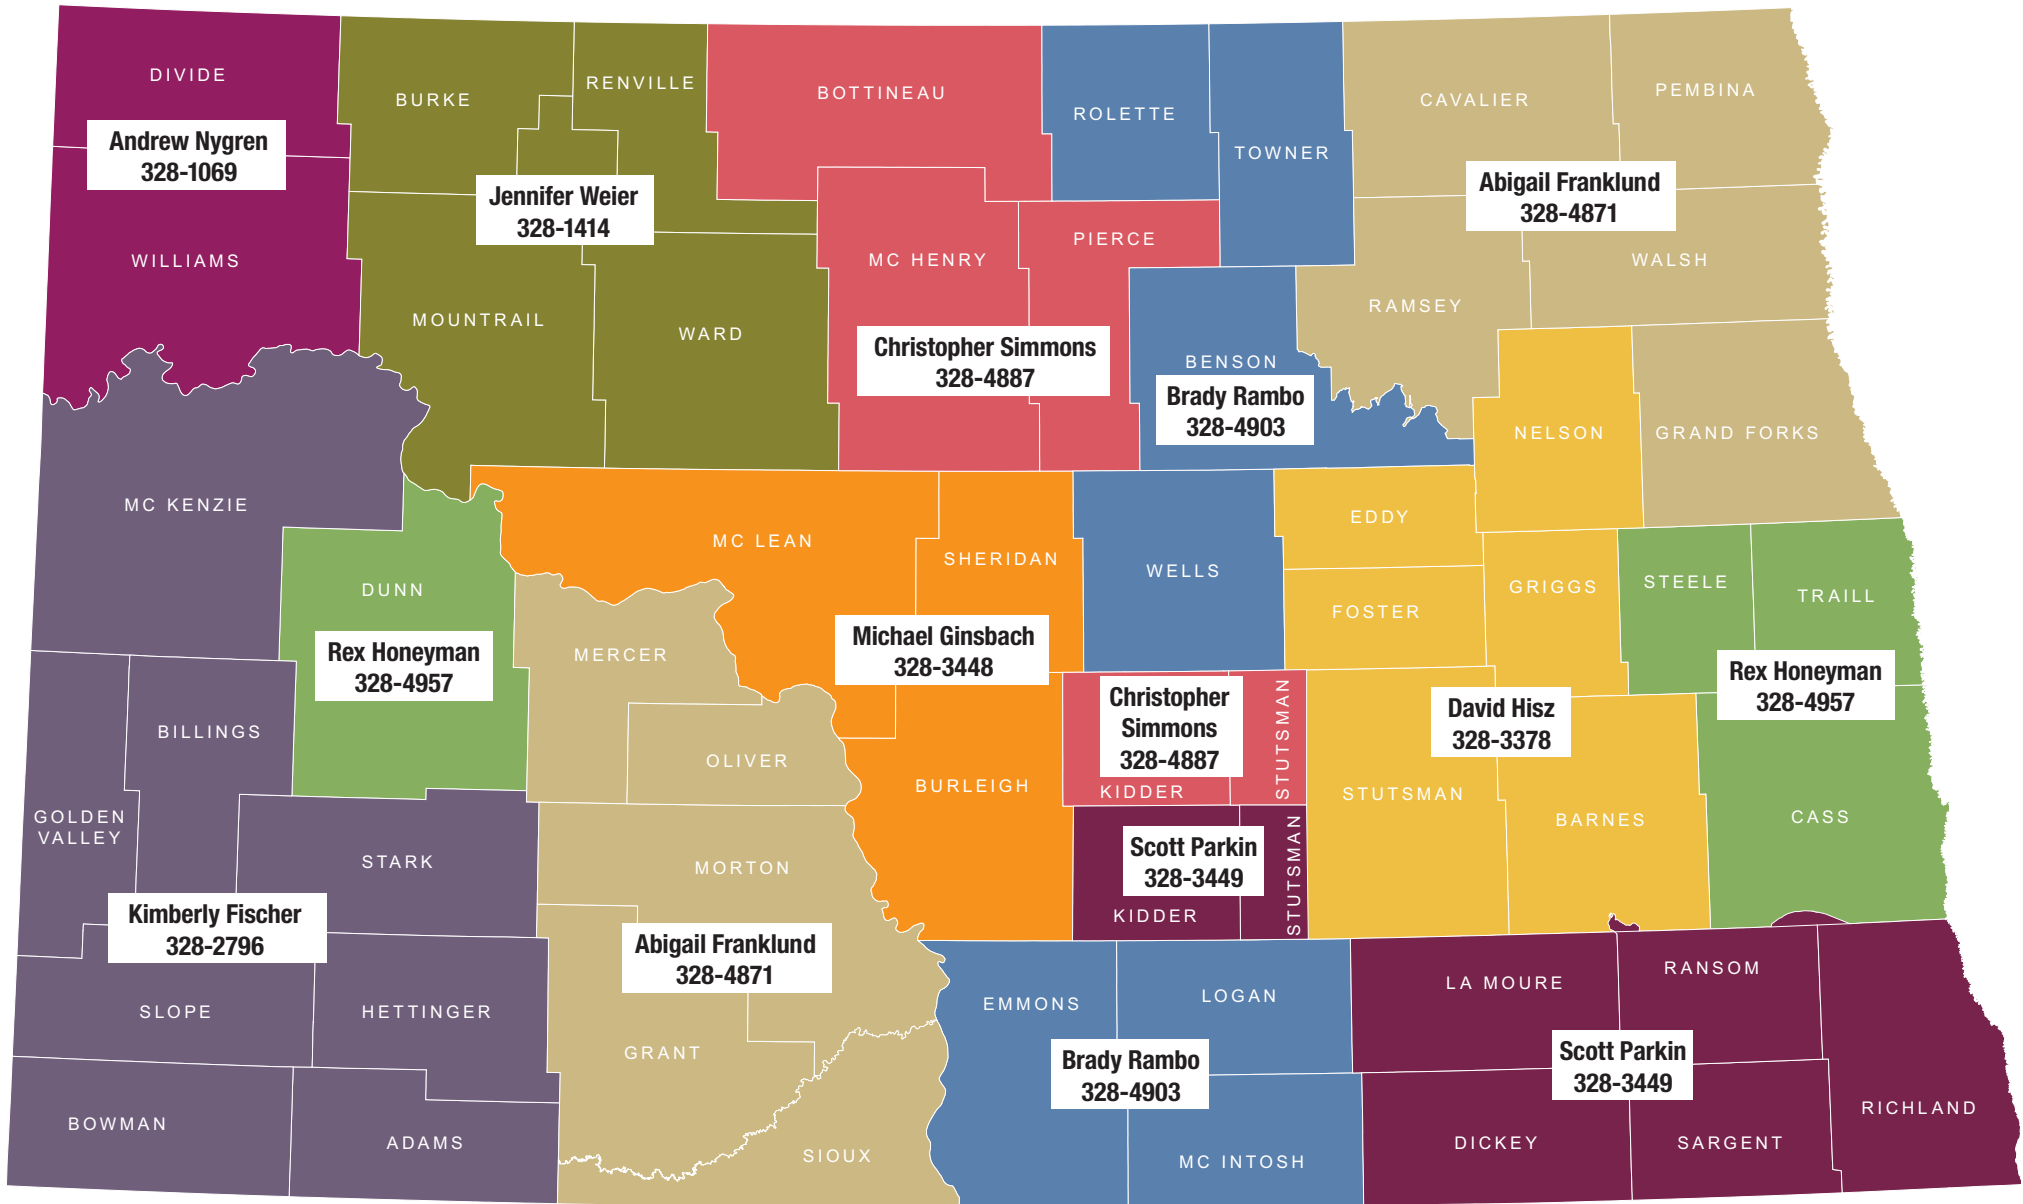 DIVIDE
Andrew Nygren
328-1069
WILLIAMS
BURKE
RENVILLE
Jennifer Weier
328-1414
MOUNTRAIL
WARD
BOTTINEAU
MC HENRY
PIERCE
Christopher Simmons
328-4887
ROLETTE
TOWNER
BENSON
Brady Rambo
328-4903
CAVALIER
PEMBINA
Abigail Franklund
328-4871
RAMSEY
WALSH
NELSON
GRAND FORKS
MC KENZIE
DUNN
Rex Honeyman
328-4957
MC LEAN
SHERIDAN
Michael Ginsbach
328-3448
BURLEIGH
MERCER
OLIVER
WELLS
EDDY
FOSTER
GRIGGS
STEELE
TRAILL
Rex Honeyman
328-4957
CASS
Christopher
Simmons
328-4887
KIDDER
STUTSMAN
David Hisz
328-3378
STUTSMAN
BARNES
Scott Parkin
328-3449
KIDDER
STUTSMAN
BILLINGS
GOLDEN
VALLEY
STARK
Kimberly Fischer
328-2796
SLOPE
HETTINGER
BOWMAN
ADAMS
MORTON
Abigail Franklund
328-4871
GRANT
SIOUX
EMMONS
LOGAN
Brady Rambo
328-4903
MC INTOSH
LA MOURE
RANSOM
Scott Parkin
328-3449
DICKEY
SARGENT
RICHLAND